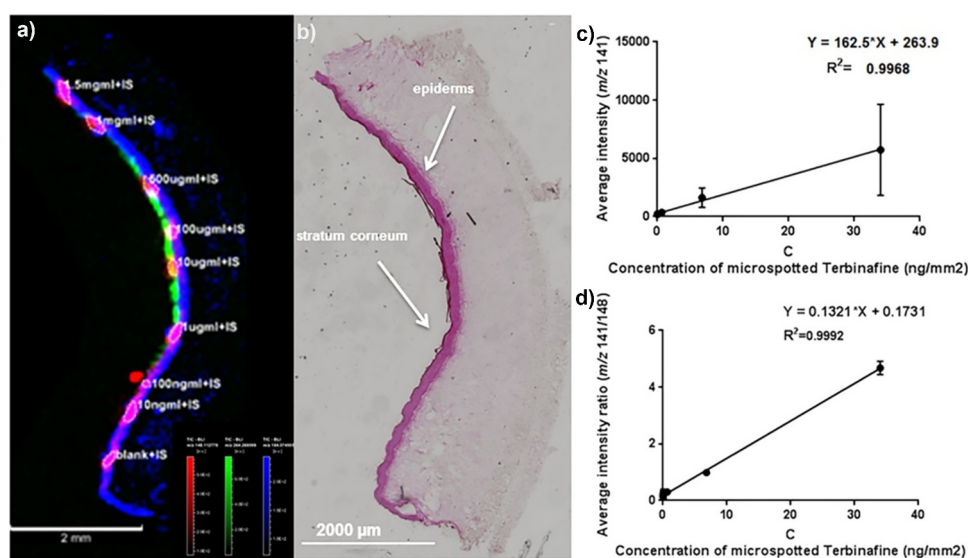 a)
1.5mgml+IS
1mgml+IS
500ugml+IS
100ugml+IS
10ugml+IS
1ugml+IS
100ngml+IS
10ngml+IS
blank+IS
2 mm
b)
epiderms
stratum corneum
2000 µm
c)
Y = 162.5*X + 263.9
R²= 0.9968
Average intensity (m/z 141)
15000
10000
5000
0
0 10 20 30 40
C
Concentration of microspotted Terbinafine (ng/mm2)
d)
Y = 0.1321*X + 0.1731
R²=0.9992
Average intensity ratio (m/z 141/148)
6
4
2
0
0 10 20 30 40
C
Concentration of microspotted Terbinafine (ng/mm2)